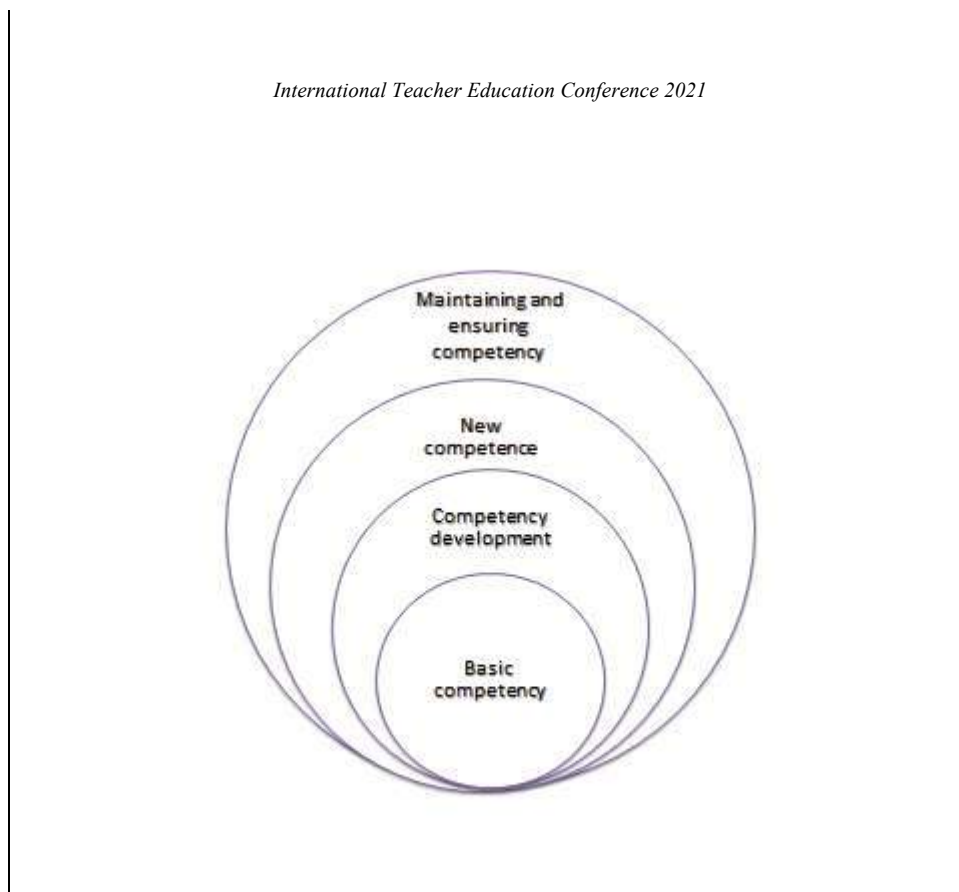 International Teacher Education Conference 2021
Maintaining and
ensuring
competency
New
competence
Competency
development
Basic
competency